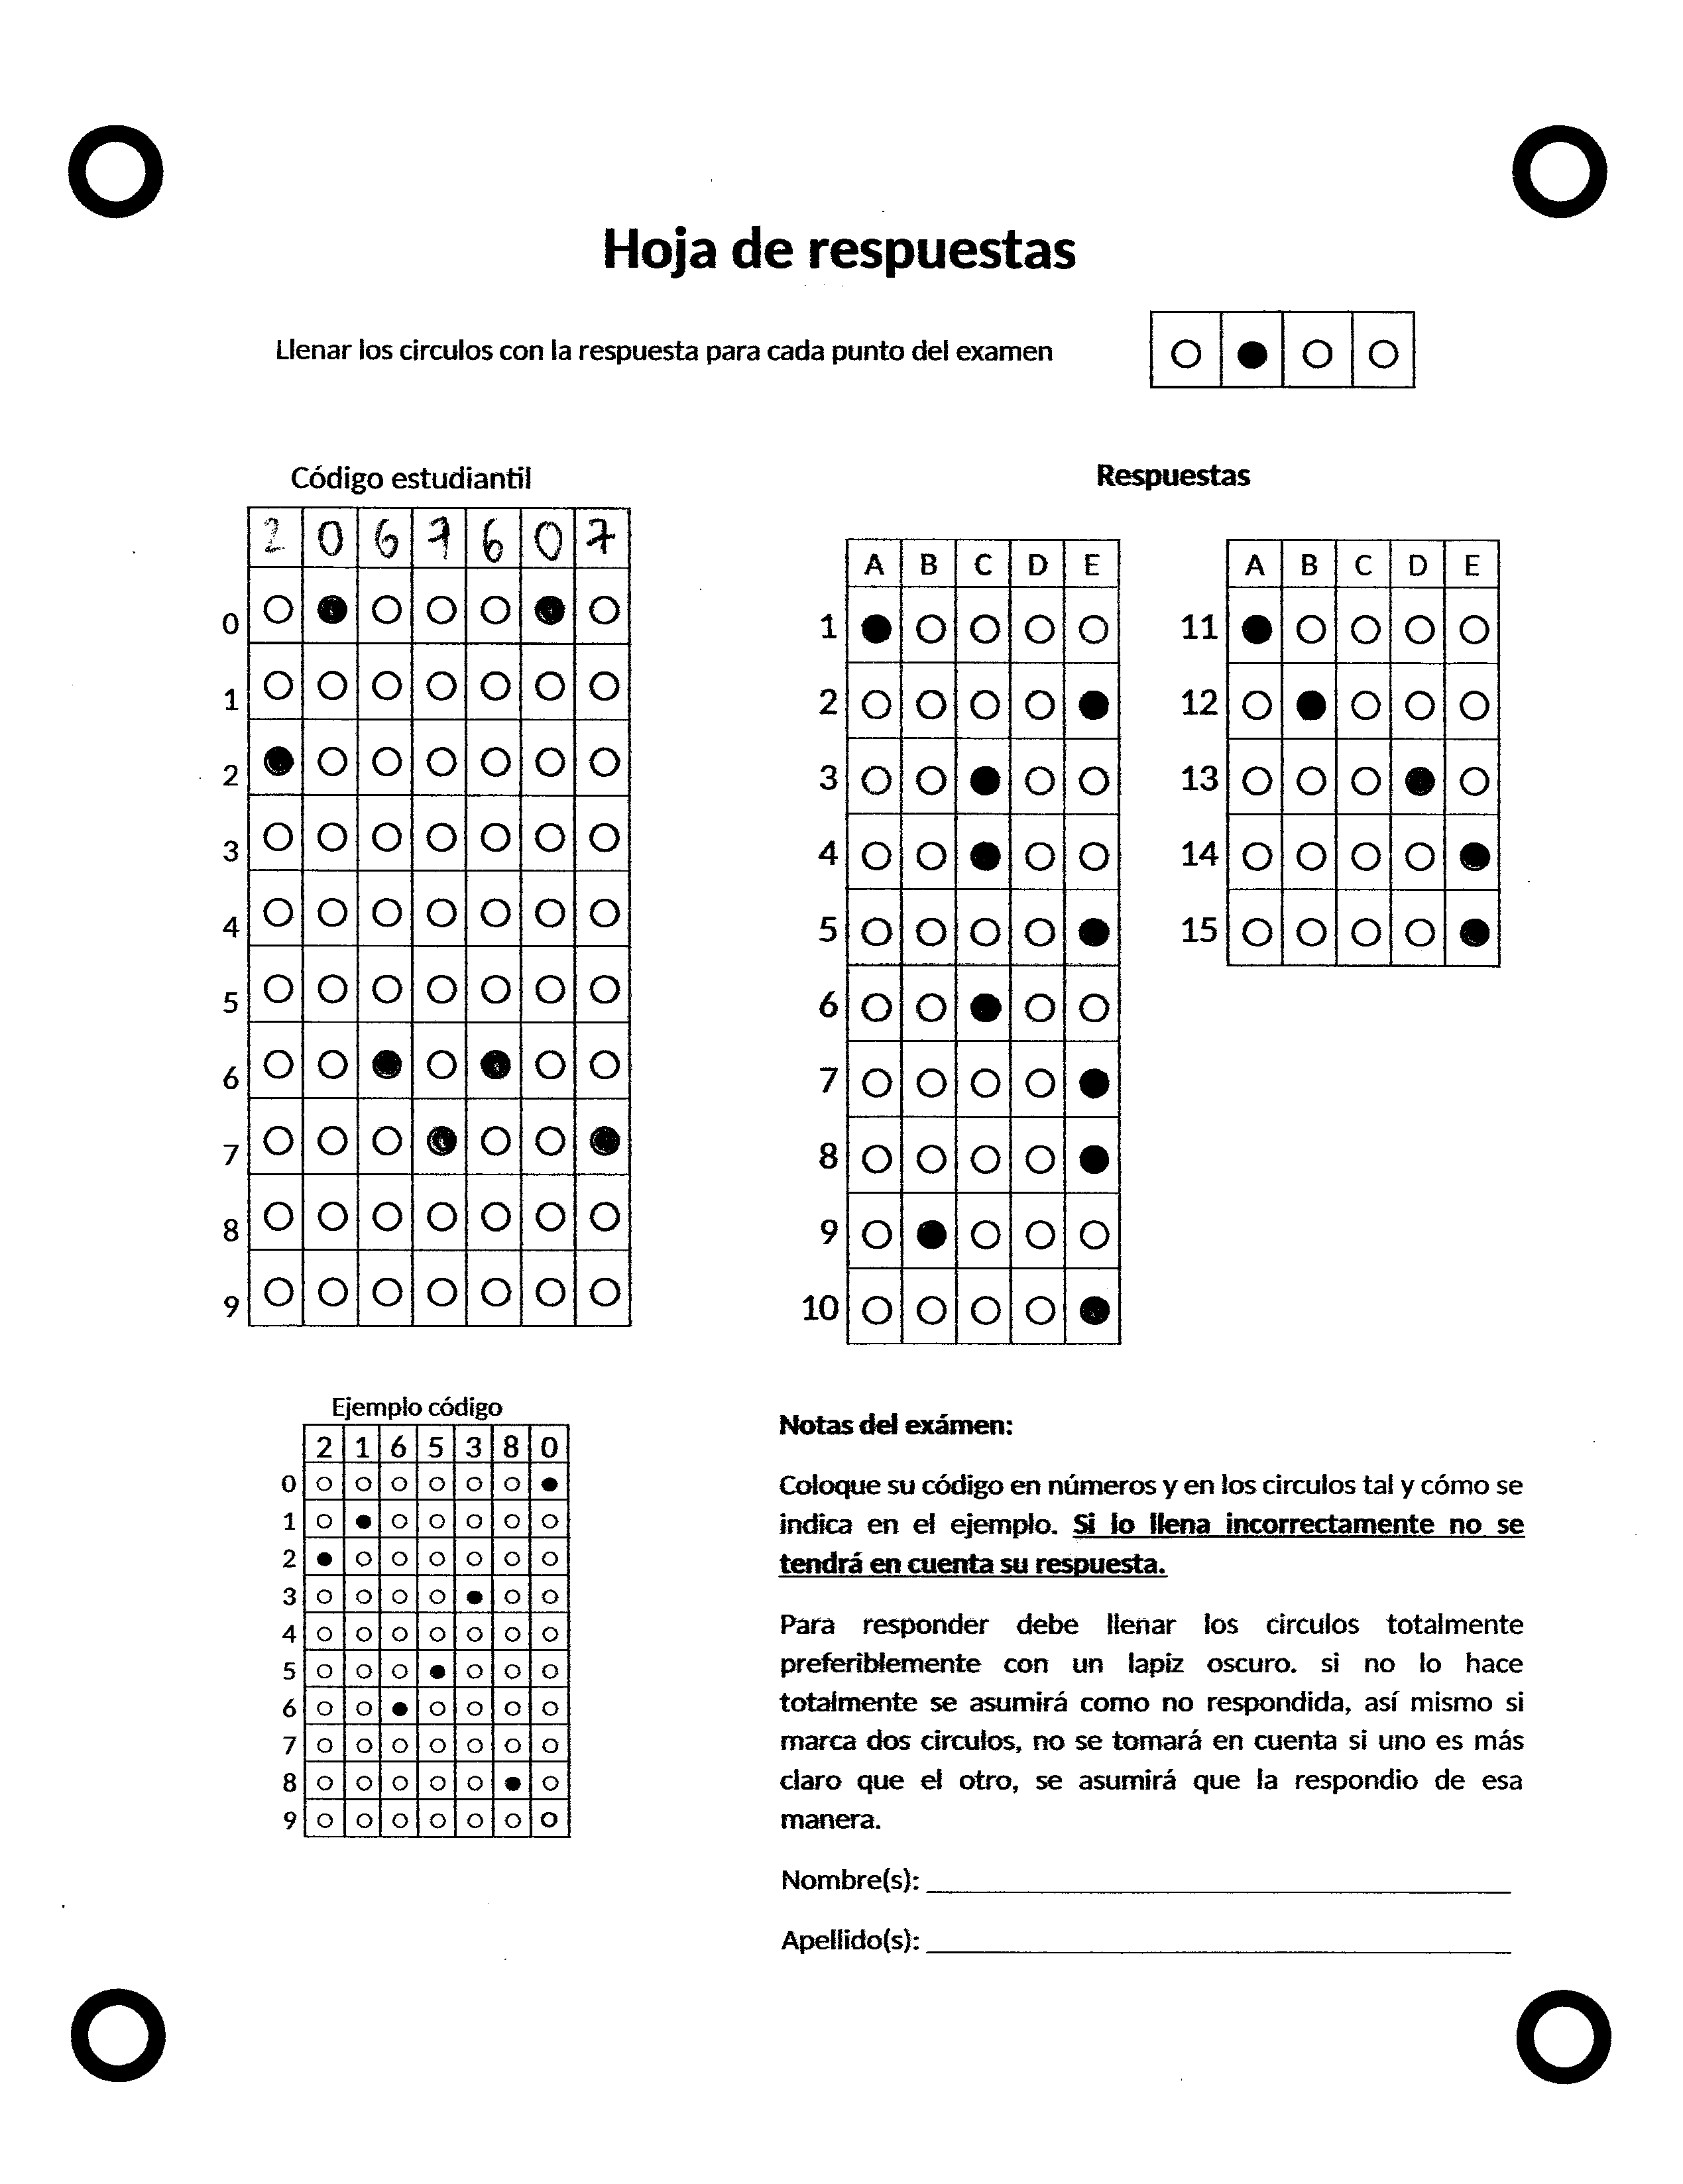 Hoja de respuestas
Llenar los circulos con la respuesta para cada punto del examen
Código estudiantil
2 0 6 7 6 0 7
0
1
2
3
4
5
6
7
8
9
Respuestas
A B C D E
1
2
3
4
5
6
7
8
9
10
A B C D E
11
12
13
14
15
Ejemplo código
2 1 6 5 3 8 0
0
1
2
3
4
5
6
7
8
9
Notas del exámen:
Coloque su código en números y en los circulos tal y cómo se
indica en el ejemplo. Si lo llena incorrectamente no se
tendrá en cuenta su respuesta.
Para responder debe llenar los circulos totalmente
preferiblemente con un lapiz oscuro. si no lo hace
totalmente se asumirá como no respondida, así mismo si
marca dos circulos, no se tomará en cuenta si uno es más
claro que el otro, se asumirá que la respondio de esa
manera.
Nombre(s):
Apellido(s):